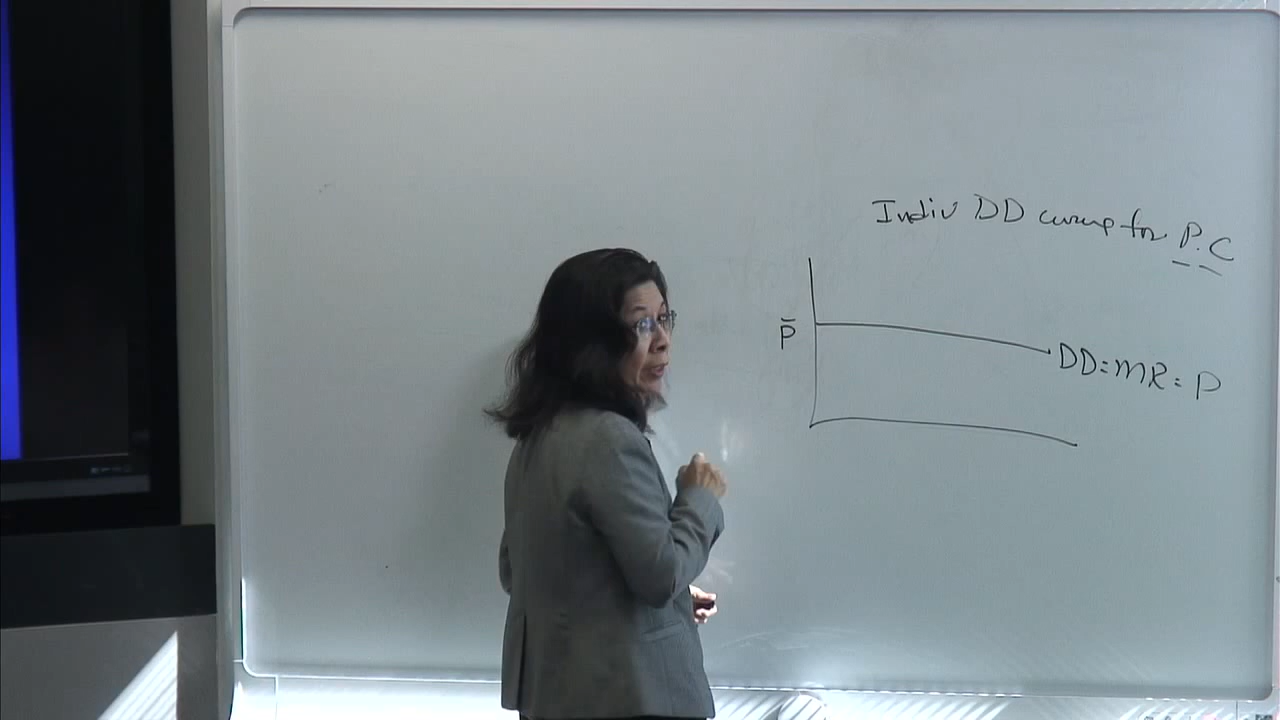 Indiv DD curve for P.C
P̄
DD = MR = P